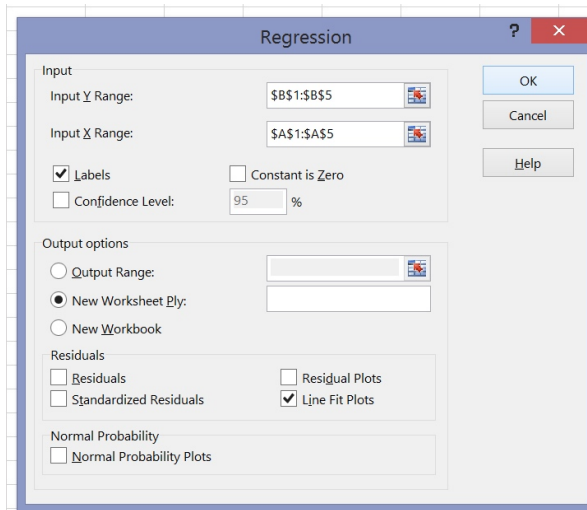 Regression
?
Input
Input Y Range: $B$1:$B$5
Input X Range: $A$1:$A$5
Labels Constant is Zero
Confidence Level: 95 %
OK
Cancel
Help
Output options
Output Range:
New Worksheet Ply:
New Workbook
Residuals
Residuals Residual Plots
Standardized Residuals Line Fit Plots
Normal Probability
Normal Probability Plots